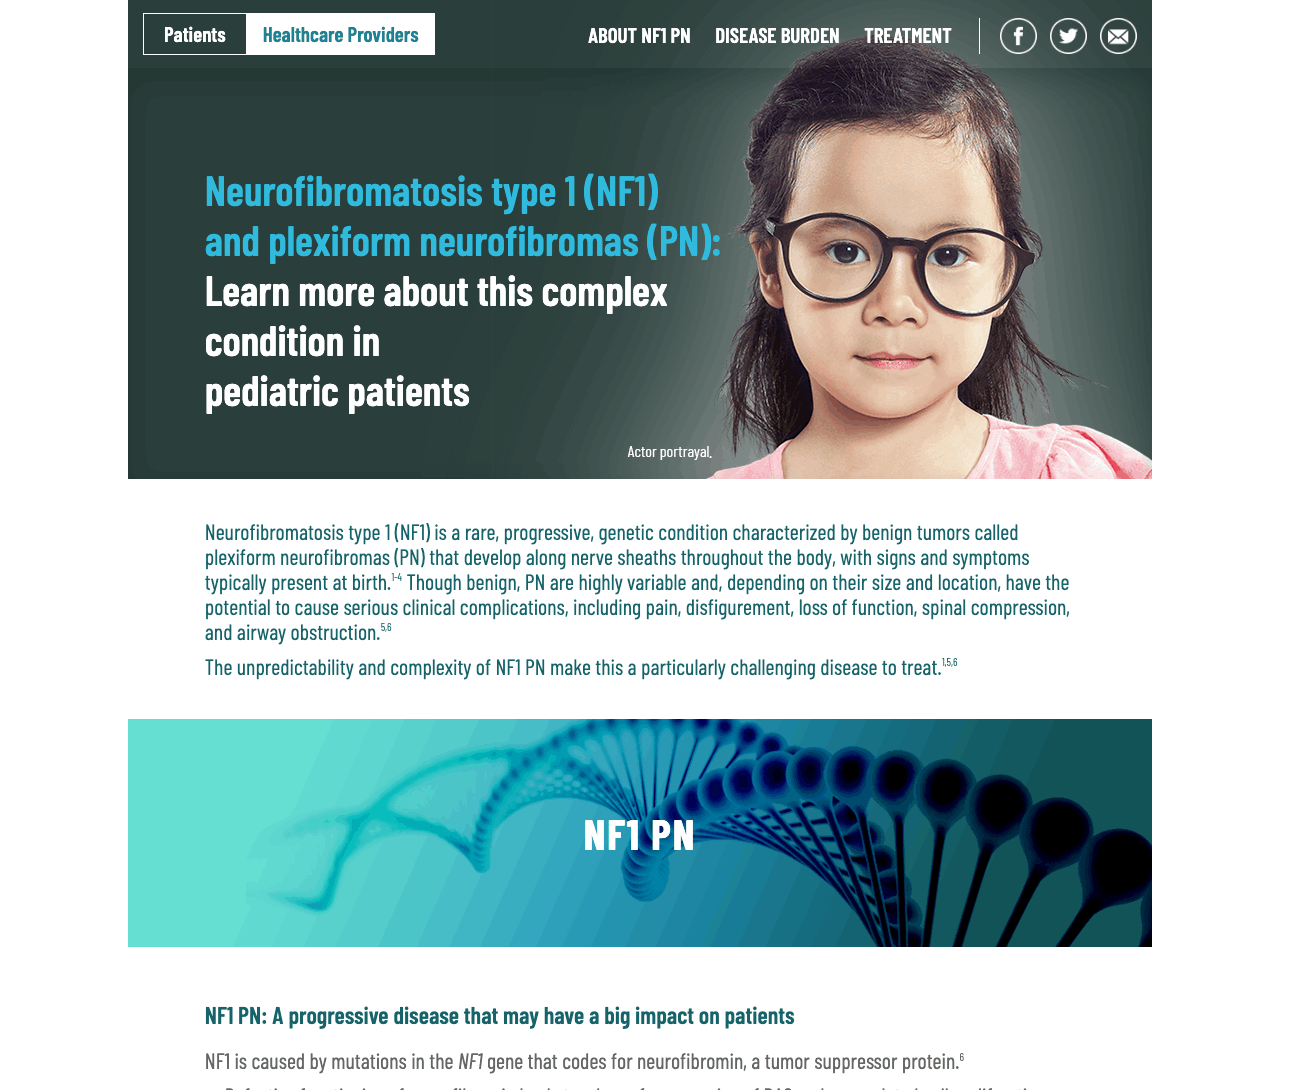 Patients Healthcare Providers ABOUT NF1 PN DISEASE BURDEN TREATMENT
Neurofibromatosis type 1 (NF1)
and plexiform neurofibromas (PN):
Learn more about this complex
condition in
pediatric patients
Actor portrayal.
Neurofibromatosis type 1 (NF1) is a rare, progressive, genetic condition characterized by benign tumors called
plexiform neurofibromas (PN) that develop along nerve sheaths throughout the body, with signs and symptoms
typically present at birth.1-4 Though benign, PN are highly variable and, depending on their size and location, have the
potential to cause serious clinical complications, including pain, disfigurement, loss of function, spinal compression,
and airway obstruction.5,6
The unpredictability and complexity of NF1 PN make this a particularly challenging disease to treat.1,5,6
NF1 PN
NF1 PN: A progressive disease that may have a big impact on patients
NF1 is caused by mutations in the NF1 gene that codes for neurofibromin, a tumor suppressor protein.6